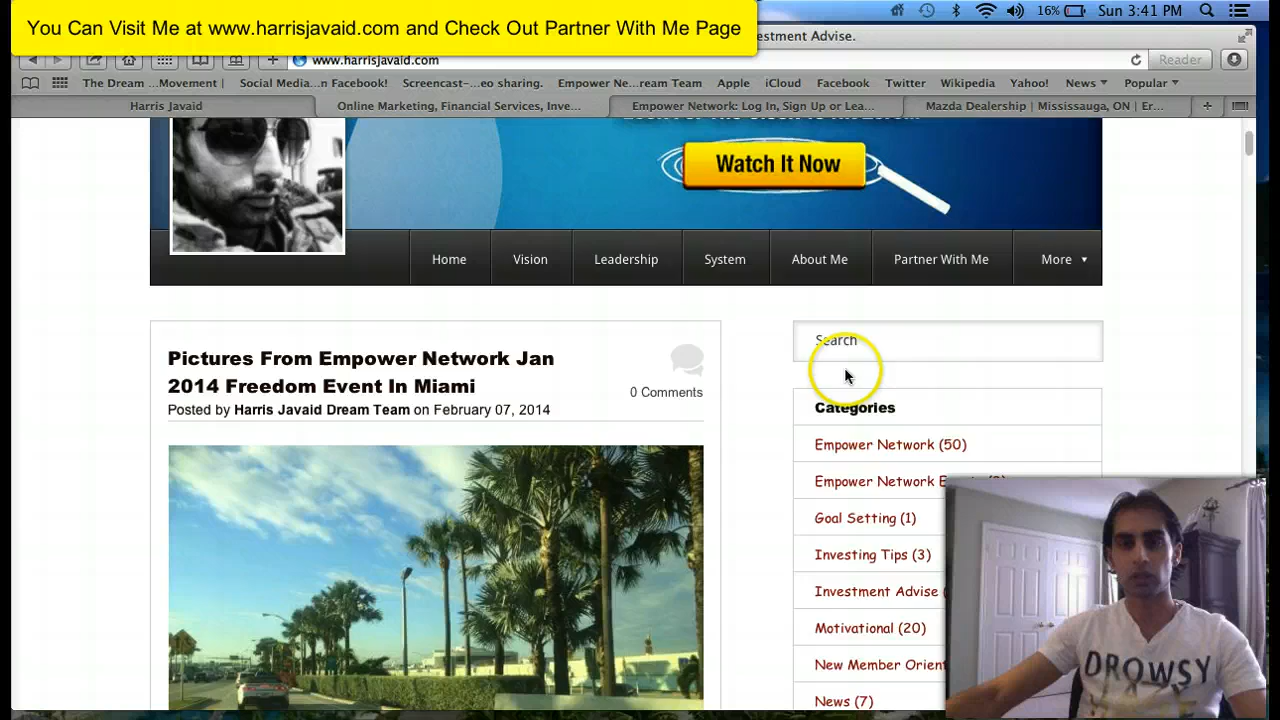 You Can Visit Me at www.harrisjavaid.com and Check Out Partner With Me Page
16% Sun 3:41 PM
Advise.
www.harrisjavaid.com
Reader
The Dream ...Movement | Social Media...n Facebook! Screencast-...eo sharing. Empower Ne...ream Team Apple iCloud Facebook Twitter Wikipedia Yahoo! News Popular
Harris Javaid Online Marketing, Financial Services, Inve... Empower Network: Log In, Sign Up or Lea... Mazda Dealership | Mississauga, ON | Er...
Watch It Now
Home Vision Leadership System About Me Partner With Me More
Search
Pictures From Empower Network Jan
2014 Freedom Event In Miami
0 Comments
Posted by Harris Javaid Dream Team on February 07, 2014
Categories
Empower Network (50)
Empower Network
Goal Setting (1)
Investing Tips (3)
Investment Advise
Motivational (20)
New Member
News (7)
DROWSY